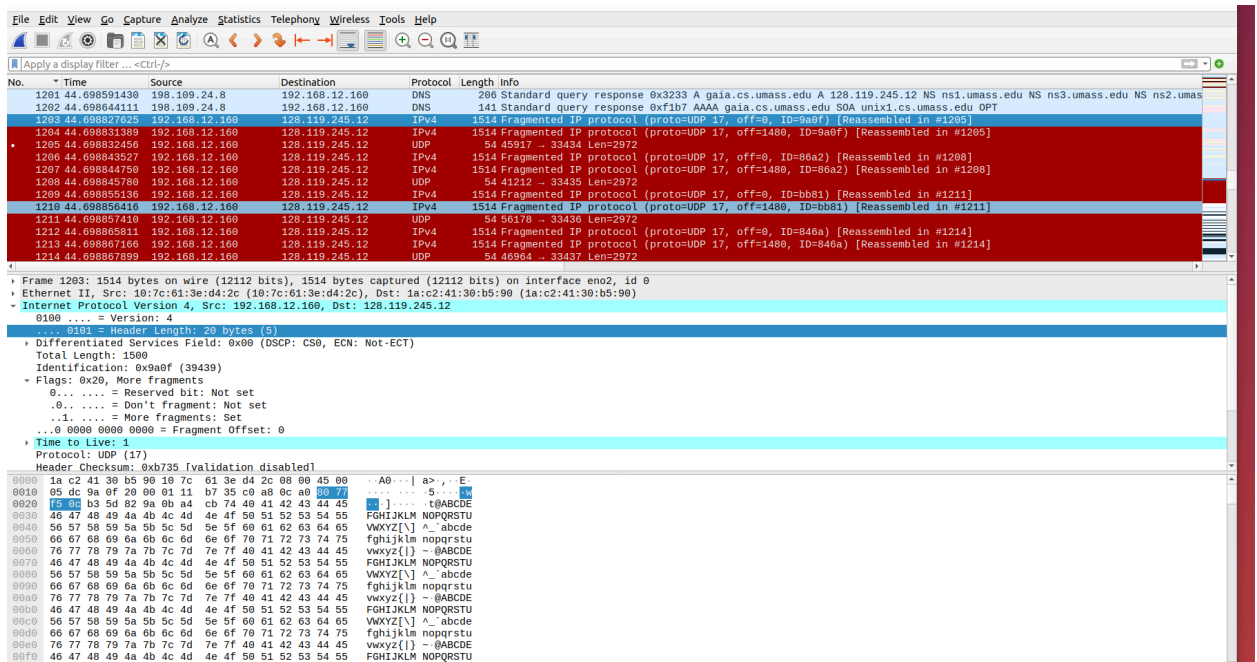 File Edit View Go Capture Analyze Statistics Telephony Wireless Tools Help
Apply a display filter ... <Ctrl-/>
No. Time Source Destination Protocol Length Info
1201 44.698591430 198.109.24.8 192.168.12.160 DNS 206 Standard query response 0x3233 A gaia.cs.umass.edu A 128.119.245.12 NS ns1.umass.edu NS ns3.umass.edu NS ns2.umas
1202 44.698644111 198.109.24.8 192.168.12.160 DNS 141 Standard query response 0xf1b7 AAAA gaia.cs.umass.edu SOA unix1.cs.umass.edu OPT
1203 44.698827625 192.168.12.160 128.119.245.12 IPv4 1514 Fragmented IP protocol (proto=UDP 17, off=0, ID=9a0f) [Reassembled in #1205]
1204 44.698831389 192.168.12.160 128.119.245.12 IPv4 1514 Fragmented IP protocol (proto=UDP 17, off=1480, ID=9a0f) [Reassembled in #1205]
1205 44.698832456 192.168.12.160 128.119.245.12 UDP 54 45917 → 33434 Len=2972
1206 44.698843527 192.168.12.160 128.119.245.12 IPv4 1514 Fragmented IP protocol (proto=UDP 17, off=0, ID=86a2) [Reassembled in #1208]
1207 44.698844750 192.168.12.160 128.119.245.12 IPv4 1514 Fragmented IP protocol (proto=UDP 17, off=1480, ID=86a2) [Reassembled in #1208]
1208 44.698845780 192.168.12.160 128.119.245.12 UDP 54 41212 → 33435 Len=2972
1209 44.698855136 192.168.12.160 128.119.245.12 IPv4 1514 Fragmented IP protocol (proto=UDP 17, off=0, ID=bb81) [Reassembled in #1211]
1210 44.698856416 192.168.12.160 128.119.245.12 IPv4 1514 Fragmented IP protocol (proto=UDP 17, off=1480, ID=bb81) [Reassembled in #1211]
1211 44.698857410 192.168.12.160 128.119.245.12 UDP 54 56178 → 33436 Len=2972
1212 44.698865811 192.168.12.160 128.119.245.12 IPv4 1514 Fragmented IP protocol (proto=UDP 17, off=0, ID=846a) [Reassembled in #1214]
1213 44.698867166 192.168.12.160 128.119.245.12 IPv4 1514 Fragmented IP protocol (proto=UDP 17, off=1480, ID=846a) [Reassembled in #1214]
1214 44.698867899 192.168.12.160 128.119.245.12 UDP 54 46964 → 33437 Len=2972
Frame 1203: 1514 bytes on wire (12112 bits), 1514 bytes captured (12112 bits) on interface eno2, id 0
Ethernet II, Src: 10:7c:61:3e:d4:2c (10:7c:61:3e:d4:2c), Dst: 1a:c2:41:30:b5:90 (1a:c2:41:30:b5:90)
Internet Protocol Version 4, Src: 192.168.12.160, Dst: 128.119.245.12
0100 .... = Version: 4
.... 0101 = Header Length: 20 bytes (5)
Differentiated Services Field: 0x00 (DSCP: CS0, ECN: Not-ECT)
Total Length: 1500
Identification: 0x9a0f (39439)
Flags: 0x20, More fragments
0... .... = Reserved bit: Not set
.0.. .... = Don't fragment: Not set
..1. .... = More fragments: Set
...0 0000 0000 0000 = Fragment Offset: 0
Time to Live: 1
Protocol: UDP (17)
Header Checksum: 0xb735 [validation disabled]
0000 1a c2 41 30 b5 90 10 7c 61 3e d4 2c 08 00 45 00 ··A0···| a>·,··E·
0010 05 dc 9a 0f 20 00 01 11 b7 35 c0 a8 0c a0 80 77 ···· ··· ·5·····w
0020 f5 0c b3 5d 82 9a 0b a4 cb 74 40 41 42 43 44 45 ···]···· ·t@ABCDE
0030 46 47 48 49 4a 4b 4c 4d 4e 4f 50 51 52 53 54 55 FGHIJKLM NOPQRSTU
0040 56 57 58 59 5a 5b 5c 5d 5e 5f 60 61 62 63 64 65 VWXYZ[\] ^_`abcde
0050 66 67 68 69 6a 6b 6c 6d 6e 6f 70 71 72 73 74 75 fghijklm nopqrstu
0060 76 77 78 79 7a 7b 7c 7d 7e 7f 40 41 42 43 44 45 vwxyz{|} ~·@ABCDE
0070 46 47 48 49 4a 4b 4c 4d 4e 4f 50 51 52 53 54 55 FGHIJKLM NOPQRSTU
0080 56 57 58 59 5a 5b 5c 5d 5e 5f 60 61 62 63 64 65 VWXYZ[\] ^_`abcde
0090 66 67 68 69 6a 6b 6c 6d 6e 6f 70 71 72 73 74 75 fghijklm nopqrstu
00a0 76 77 78 79 7a 7b 7c 7d 7e 7f 40 41 42 43 44 45 vwxyz{|} ~·@ABCDE
00b0 46 47 48 49 4a 4b 4c 4d 4e 4f 50 51 52 53 54 55 FGHIJKLM NOPQRSTU
00c0 56 57 58 59 5a 5b 5c 5d 5e 5f 60 61 62 63 64 65 VWXYZ[\] ^_`abcde
00d0 66 67 68 69 6a 6b 6c 6d 6e 6f 70 71 72 73 74 75 fghijklm nopqrstu
00e0 76 77 78 79 7a 7b 7c 7d 7e 7f 40 41 42 43 44 45 vwxyz{|} ~·@ABCDE
00f0 46 47 48 49 4a 4b 4c 4d 4e 4f 50 51 52 53 54 55 FGHIJKLM NOPQRSTU